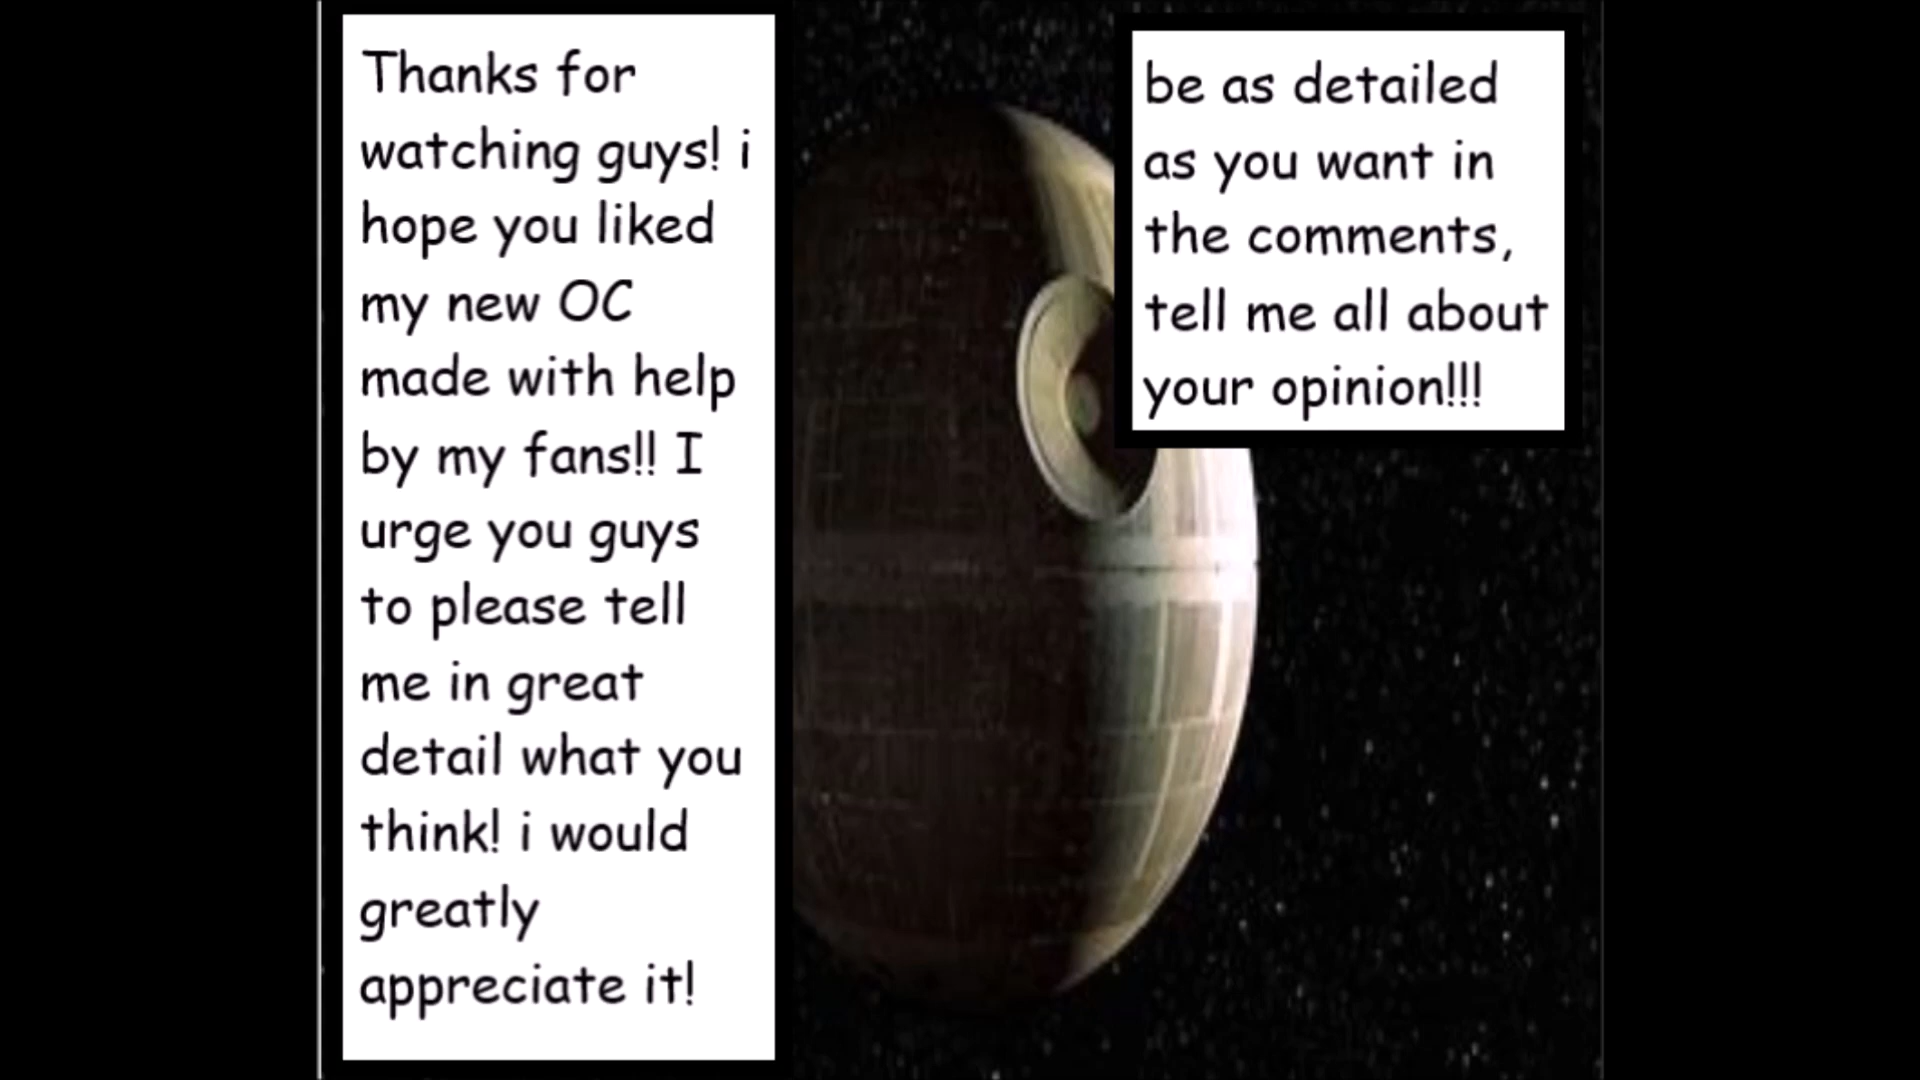 Thanks for
watching guys! i
hope you liked
my new OC
made with help
by my fans!! I
urge you guys
to please tell
me in great
detail what you
think! i would
greatly
appreciate it!
be as detailed
as you want in
the comments,
tell me all about
your opinion!!!